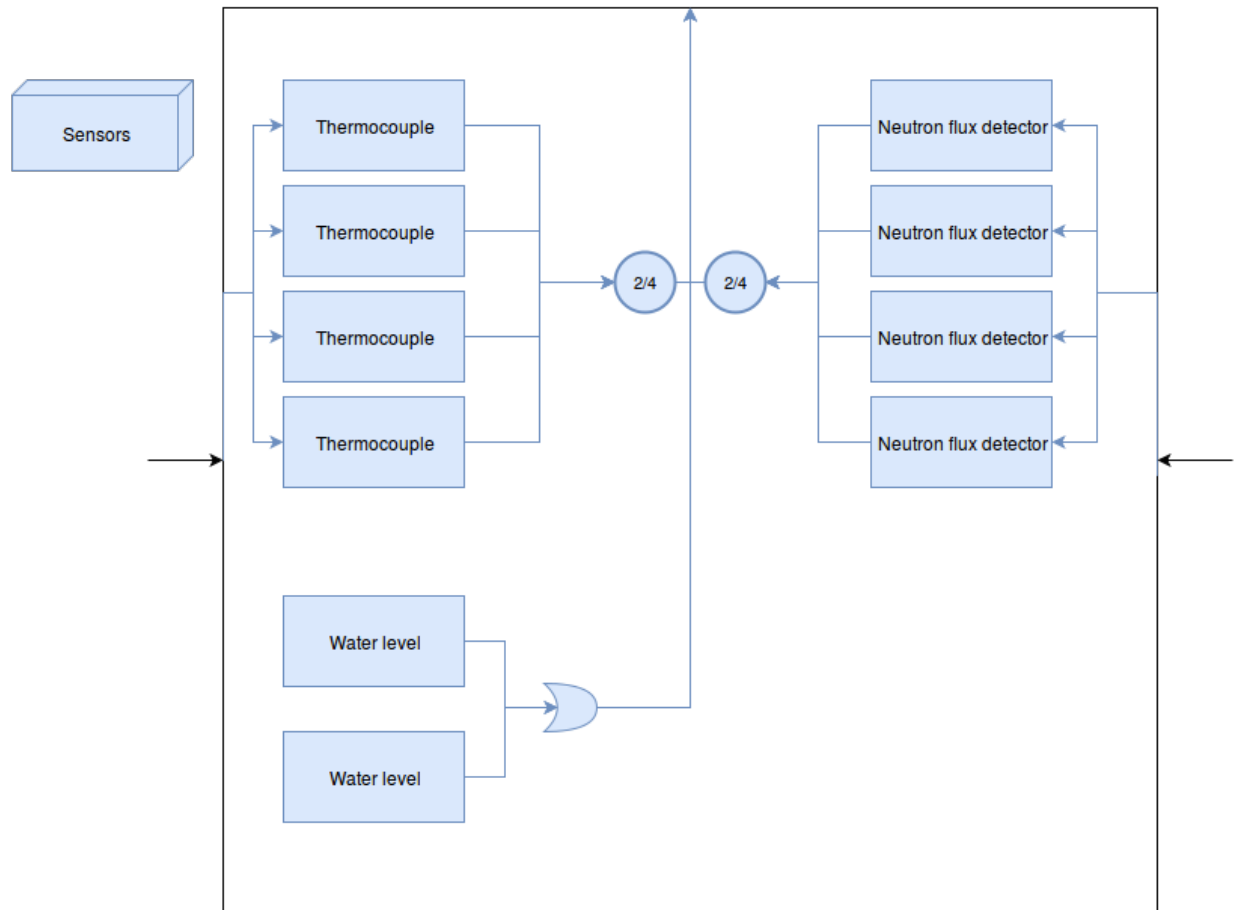 Sensors
Thermocouple
Thermocouple
Thermocouple
Thermocouple
2/4
2/4
Neutron flux detector
Neutron flux detector
Neutron flux detector
Neutron flux detector
Water level
Water level